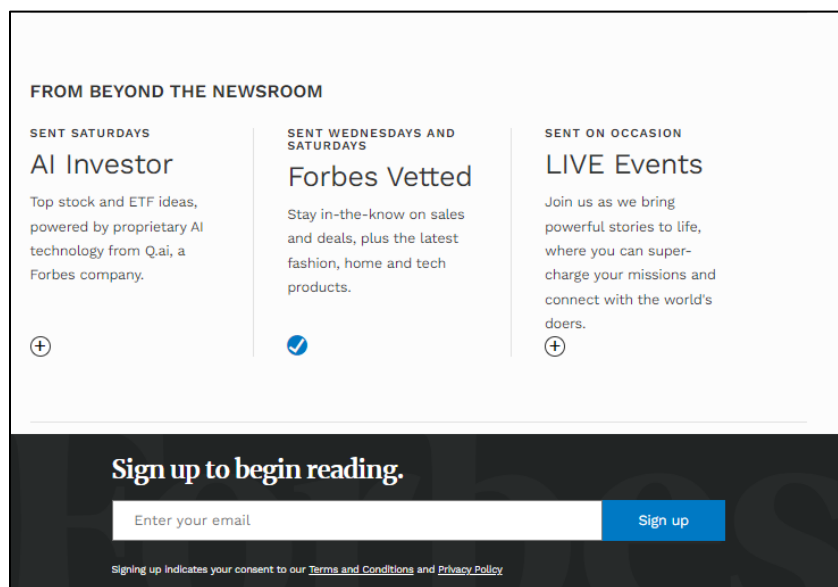 FROM BEYOND THE NEWSROOM
SENT SATURDAYS
AI Investor
Top stock and ETF ideas,
powered by proprietary AI
technology from Q.ai, a
Forbes company.
SENT WEDNESDAYS AND
SATURDAYS
Forbes Vetted
Stay in-the-know on sales
and deals, plus the latest
fashion, home and tech
products.
SENT ON OCCASION
LIVE Events
Join us as we bring
powerful stories to life,
where you can super-
charge your missions and
connect with the world's
doers.
Forbes
Sign up to begin reading.
Enter your email
Sign up
Signing up indicates your consent to our Terms and Conditions and Privacy Policy